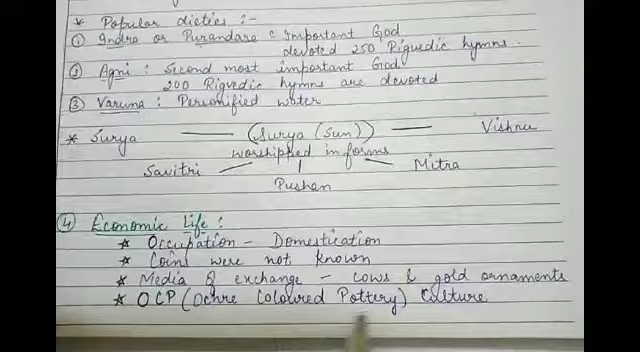 * Popular dieties :-
① Indra or Purandare : Important God
devoted 250 Rigvedic hymns.
② Agni : Second most important God
200 Rigvedic hymns are devoted
③ Varuna : Personified water
* Surya — (Surya (Sun)) — Vishnu
worshipped in forms
Savitri Pushan Mitra
④ Economic Life :
* Occupation - Domestication
* Coins were not known
* Media of exchange - cows & gold ornaments
* OCP (Ochre Coloured Pottery) Culture